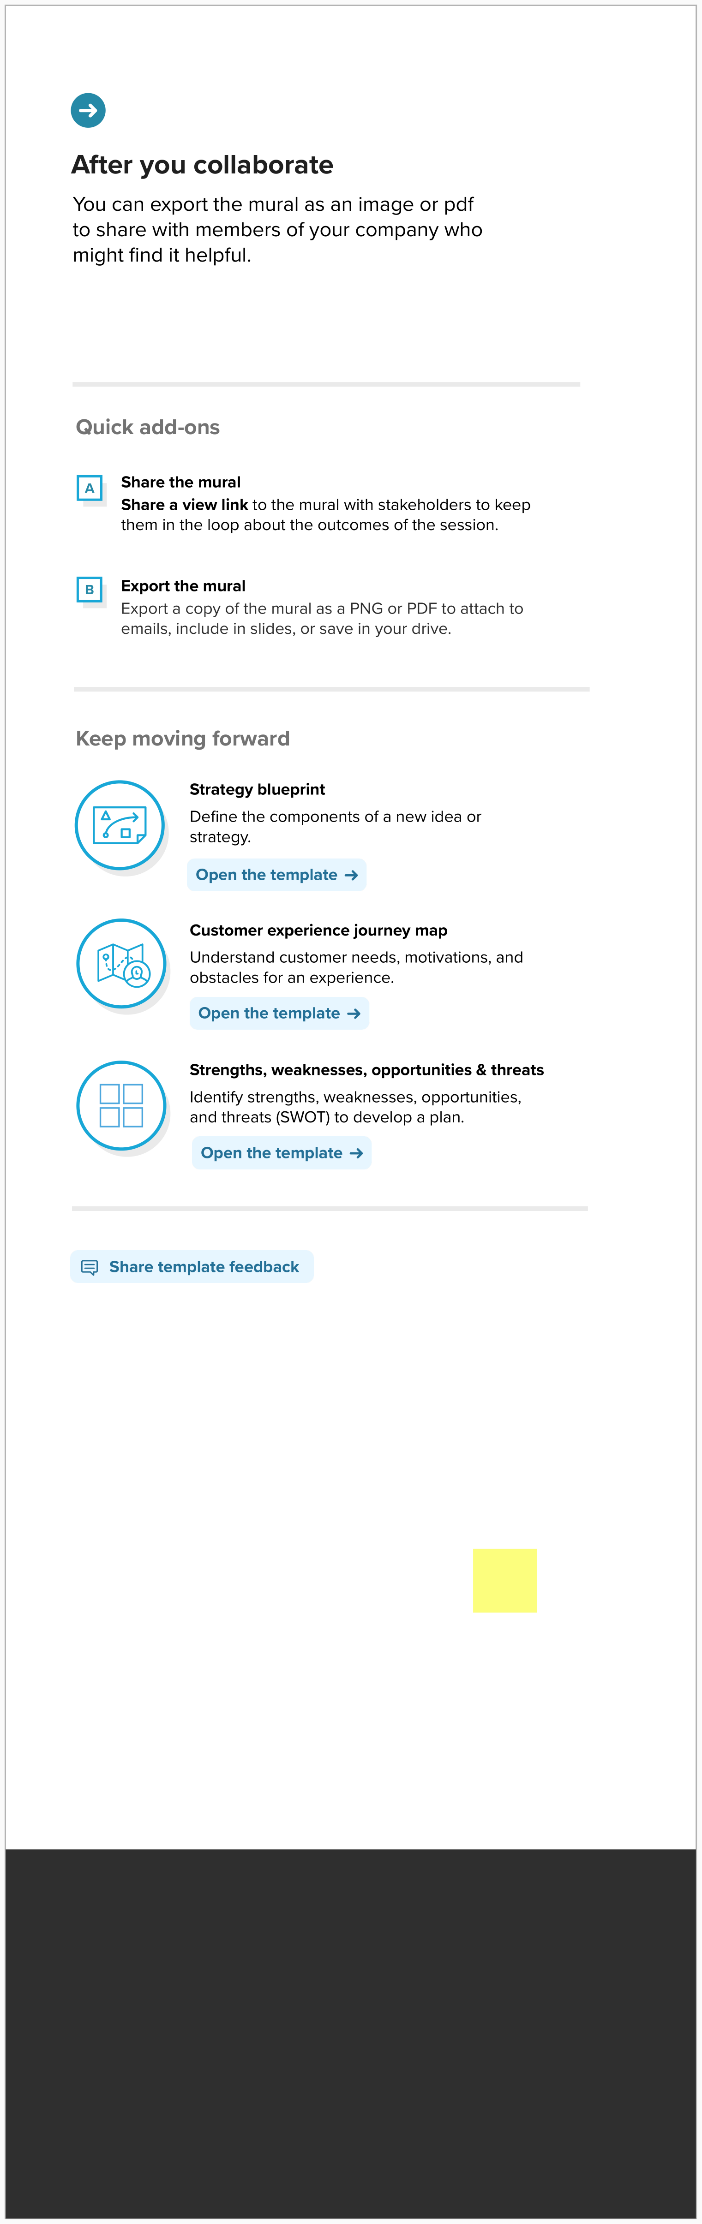 After you collaborate
You can export the mural as an image or pdf
to share with members of your company who
might find it helpful.
Quick add-ons
A
Share the mural
Share a view link to the mural with stakeholders to keep
them in the loop about the outcomes of the session.
B
Export the mural
Export a copy of the mural as a PNG or PDF to attach to
emails, include in slides, or save in your drive.
Keep moving forward
Strategy blueprint
Define the components of a new idea or
strategy.
Open the template →
Customer experience journey map
Understand customer needs, motivations, and
obstacles for an experience.
Open the template →
Strengths, weaknesses, opportunities & threats
Identify strengths, weaknesses, opportunities,
and threats (SWOT) to develop a plan.
Open the template →
Share template feedback